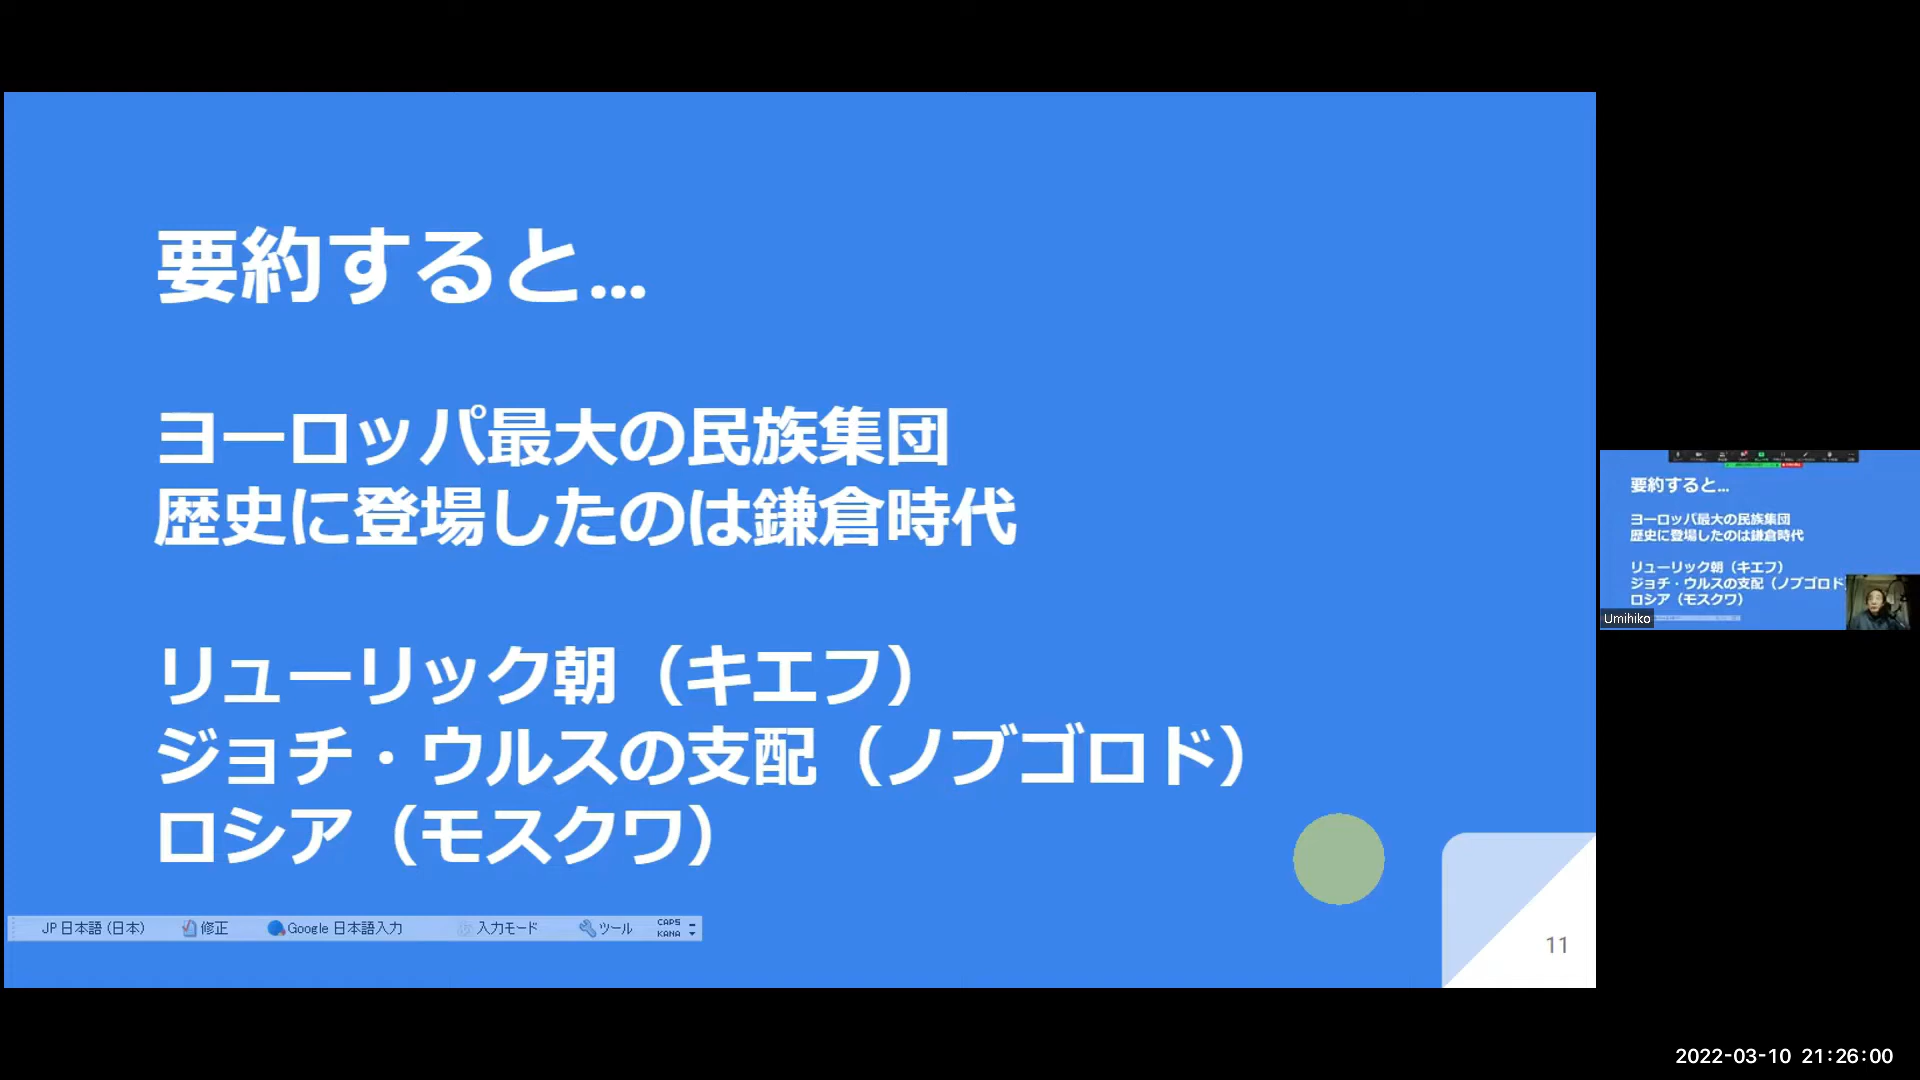 要約すると...
ヨーロッパ最大の民族集団
歴史に登場したのは鎌倉時代
リューリック朝（キエフ）
ジョチ・ウルスの支配（ノブゴロド）
ロシア（モスクワ）
JP 日本語 (日本) 修正 Google 日本語入力 入力モード ツール CAPS KANA
11
要約すると...
ヨーロッパ最大の民族集団
歴史に登場したのは鎌倉時代
リューリック朝（キエフ）
ジョチ・ウルスの支配（ノブゴロド
ロシア（モスクワ）
Umihiko
2022-03-10 21:26:00